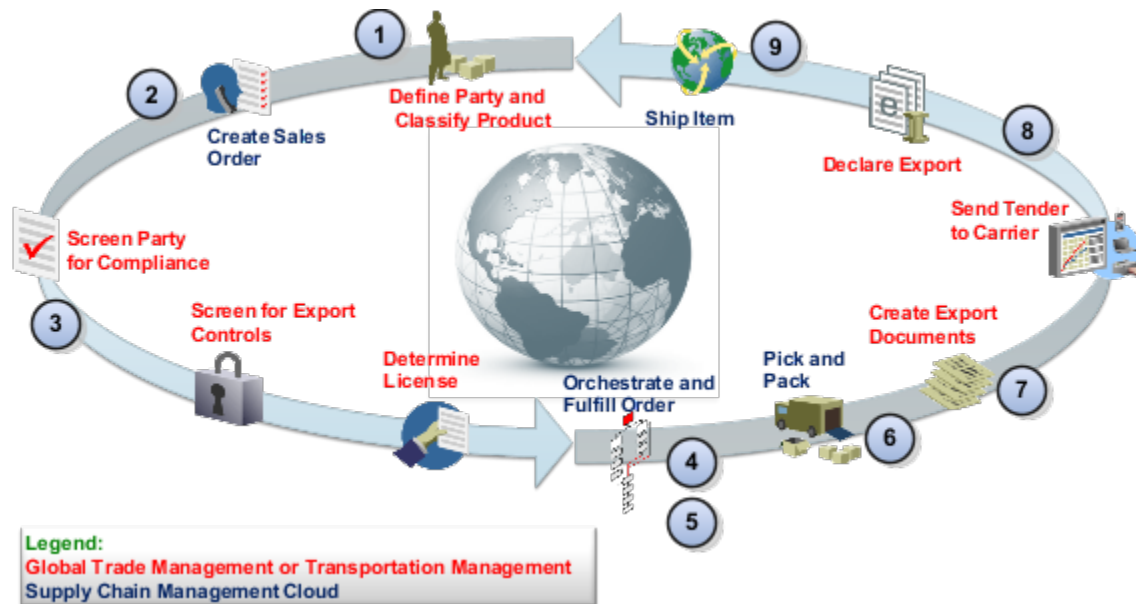 1
Define Party and
Classify Product
2
Create Sales
Order
Screen Party
for Compliance
3
Screen for Export
Controls
Determine
License
Orchestrate and
Fulfill Order
4
5
Pick and
Pack
6
Create Export
Documents
7
Send Tender
to Carrier
8
Declare Export
e
9
Ship Item
Legend:
Global Trade Management or Transportation Management
Supply Chain Management Cloud